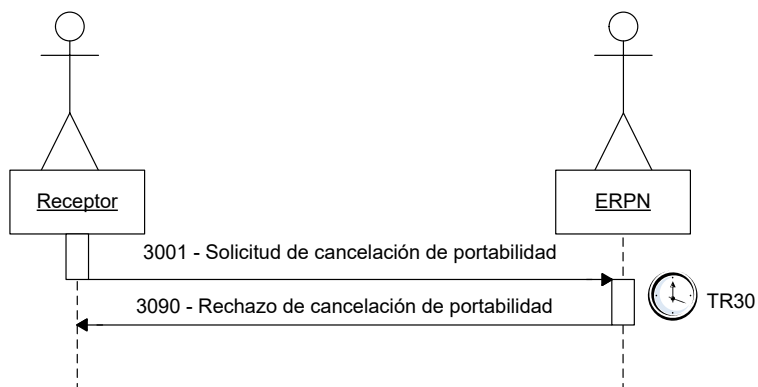 Receptor
ERPN
3001 - Solicitud de cancelación de portabilidad
3090 - Rechazo de cancelación de portabilidad
TR30